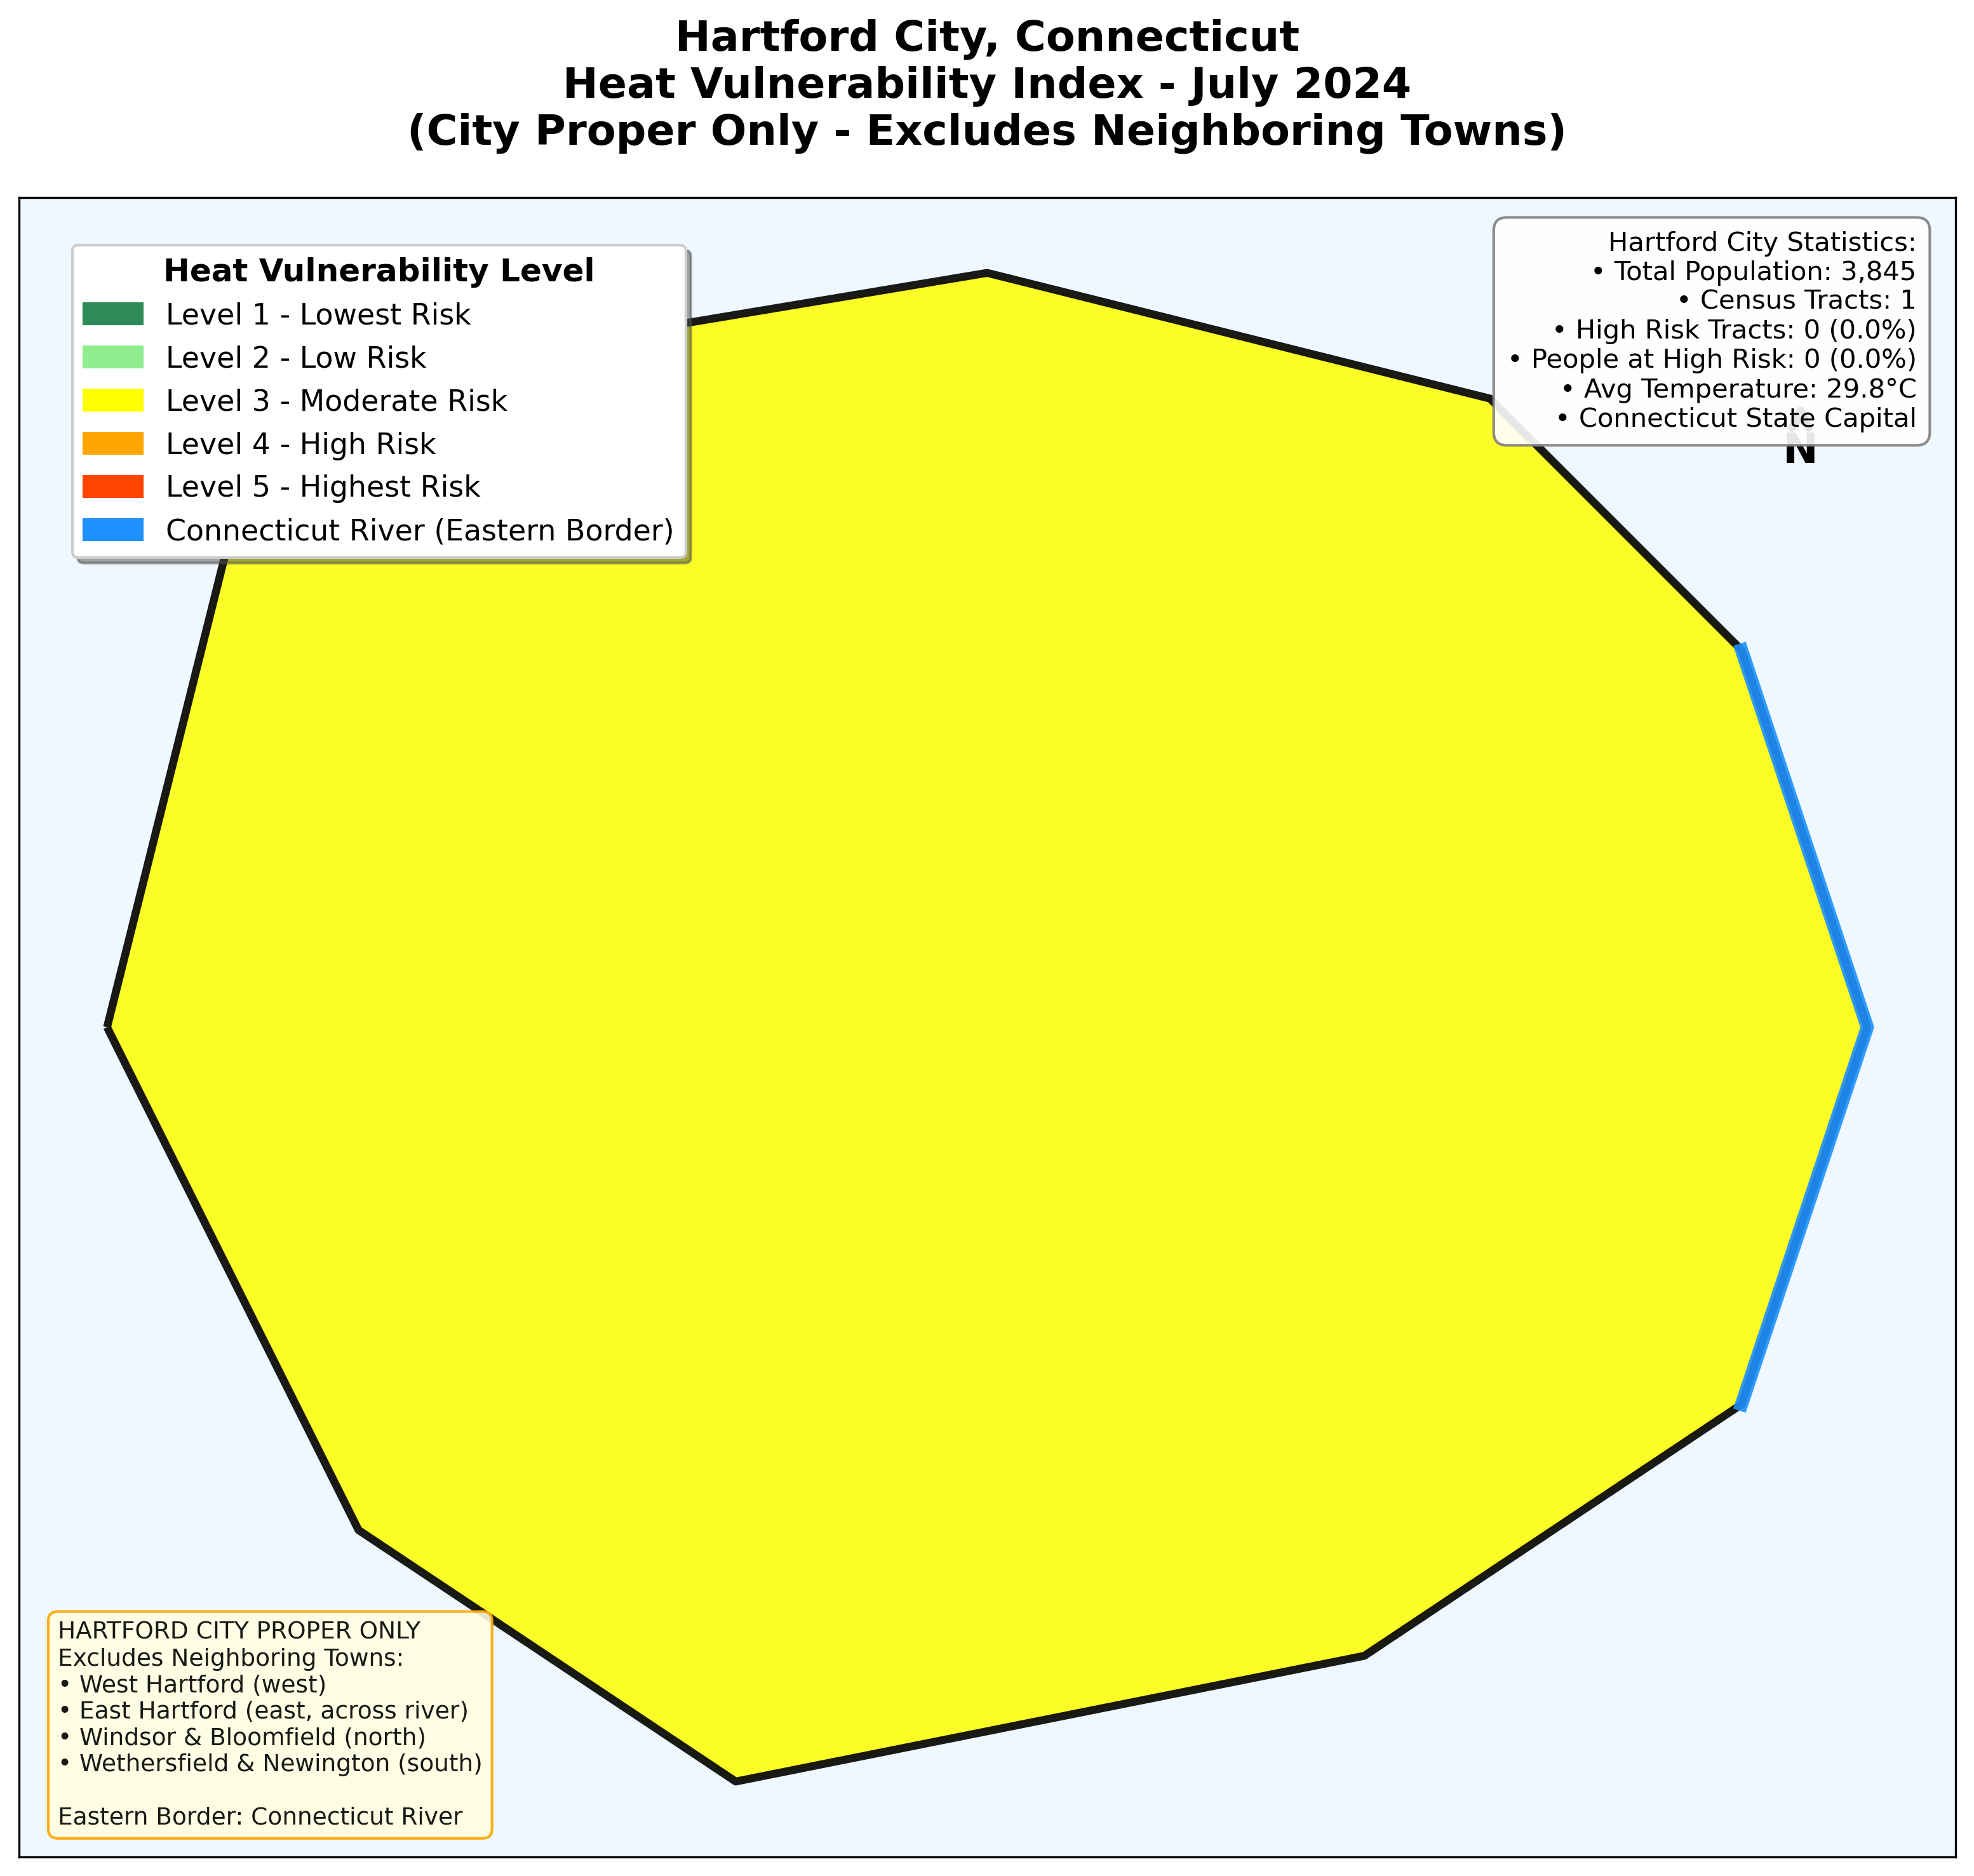 Hartford City, Connecticut
Heat Vulnerability Index - July 2024
(City Proper Only - Excludes Neighboring Towns)
Heat Vulnerability Level
Level 1 - Lowest Risk
Level 2 - Low Risk
Level 3 - Moderate Risk
Level 4 - High Risk
Level 5 - Highest Risk
Connecticut River (Eastern Border)
Hartford City Statistics:
• Total Population: 3,845
• Census Tracts: 1
• High Risk Tracts: 0 (0.0%)
• People at High Risk: 0 (0.0%)
• Avg Temperature: 29.8°C
• Connecticut State Capital
N
HARTFORD CITY PROPER ONLY
Excludes Neighboring Towns:
• West Hartford (west)
• East Hartford (east, across river)
• Windsor & Bloomfield (north)
• Wethersfield & Newington (south)
Eastern Border: Connecticut River